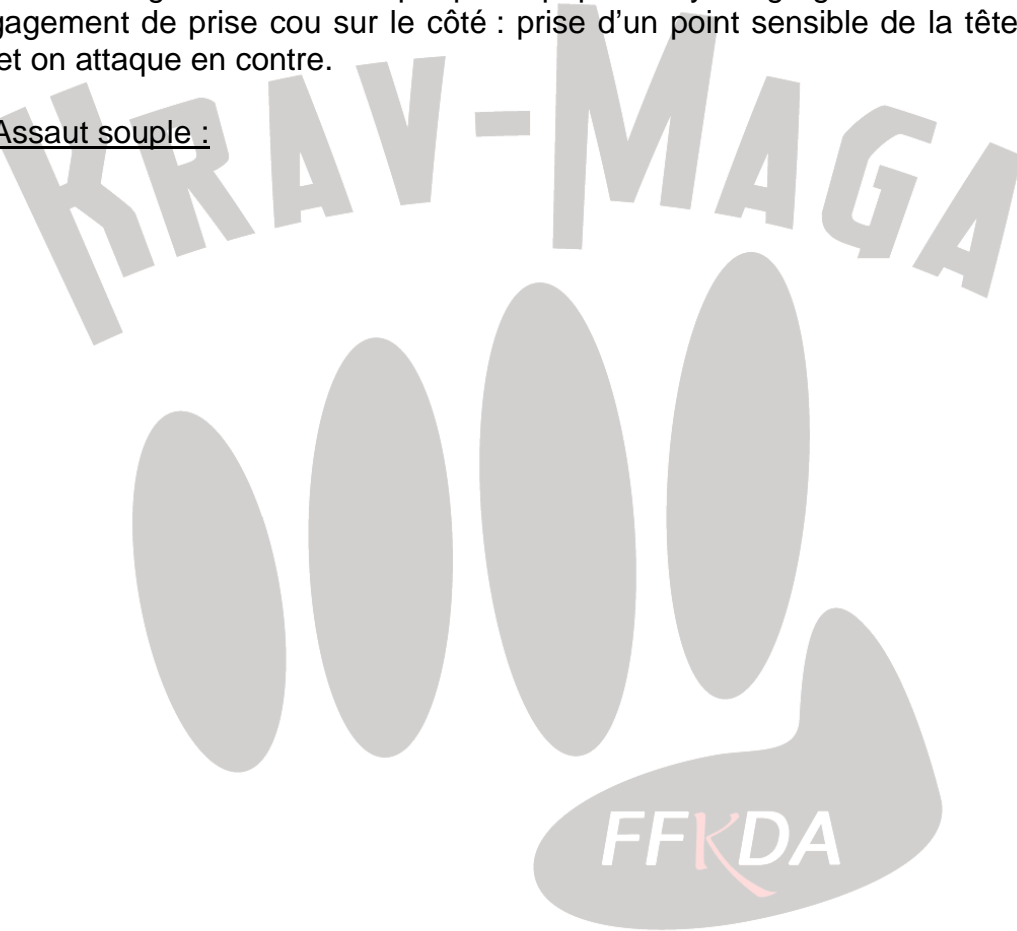 gagement de prise cou sur le côté : prise d’un point sensible de la tête
et on attaque en contre.
Assaut souple :
KRAV-MAGA
FFKDA